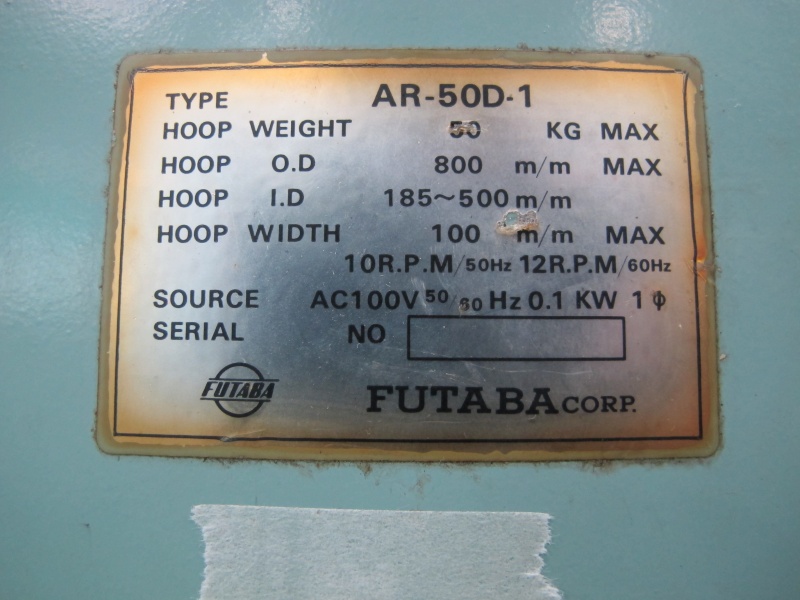 TYPE AR-50D-1
HOOP WEIGHT 50 KG MAX
HOOP O.D 800 m/m MAX
HOOP I.D 185~500 m/m
HOOP WIDTH 100 m/m MAX
10R.P.M/50Hz 12R.P.M/60Hz
SOURCE AC100V 50/60 Hz 0.1 KW 1ϕ
SERIAL NO
FUTABA FUTABA CORP.